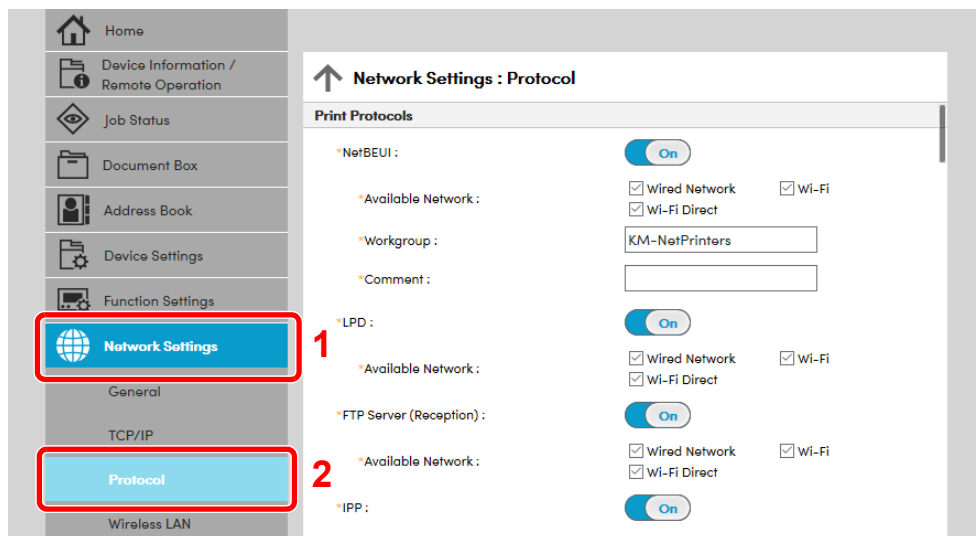 Home
Device Information /
Remote Operation
Job Status
Document Box
Address Book
Device Settings
Function Settings
Network Settings
1
General
TCP/IP
Protocol
2
Wireless LAN
Network Settings : Protocol
Print Protocols
*NetBEUI :
On
*Available Network :
Wired Network
Wi-Fi
Wi-Fi Direct
*Workgroup :
KM-NetPrinters
*Comment :
*LPD :
On
*Available Network :
Wired Network
Wi-Fi
Wi-Fi Direct
*FTP Server (Reception) :
On
*Available Network :
Wired Network
Wi-Fi
Wi-Fi Direct
*IPP :
On